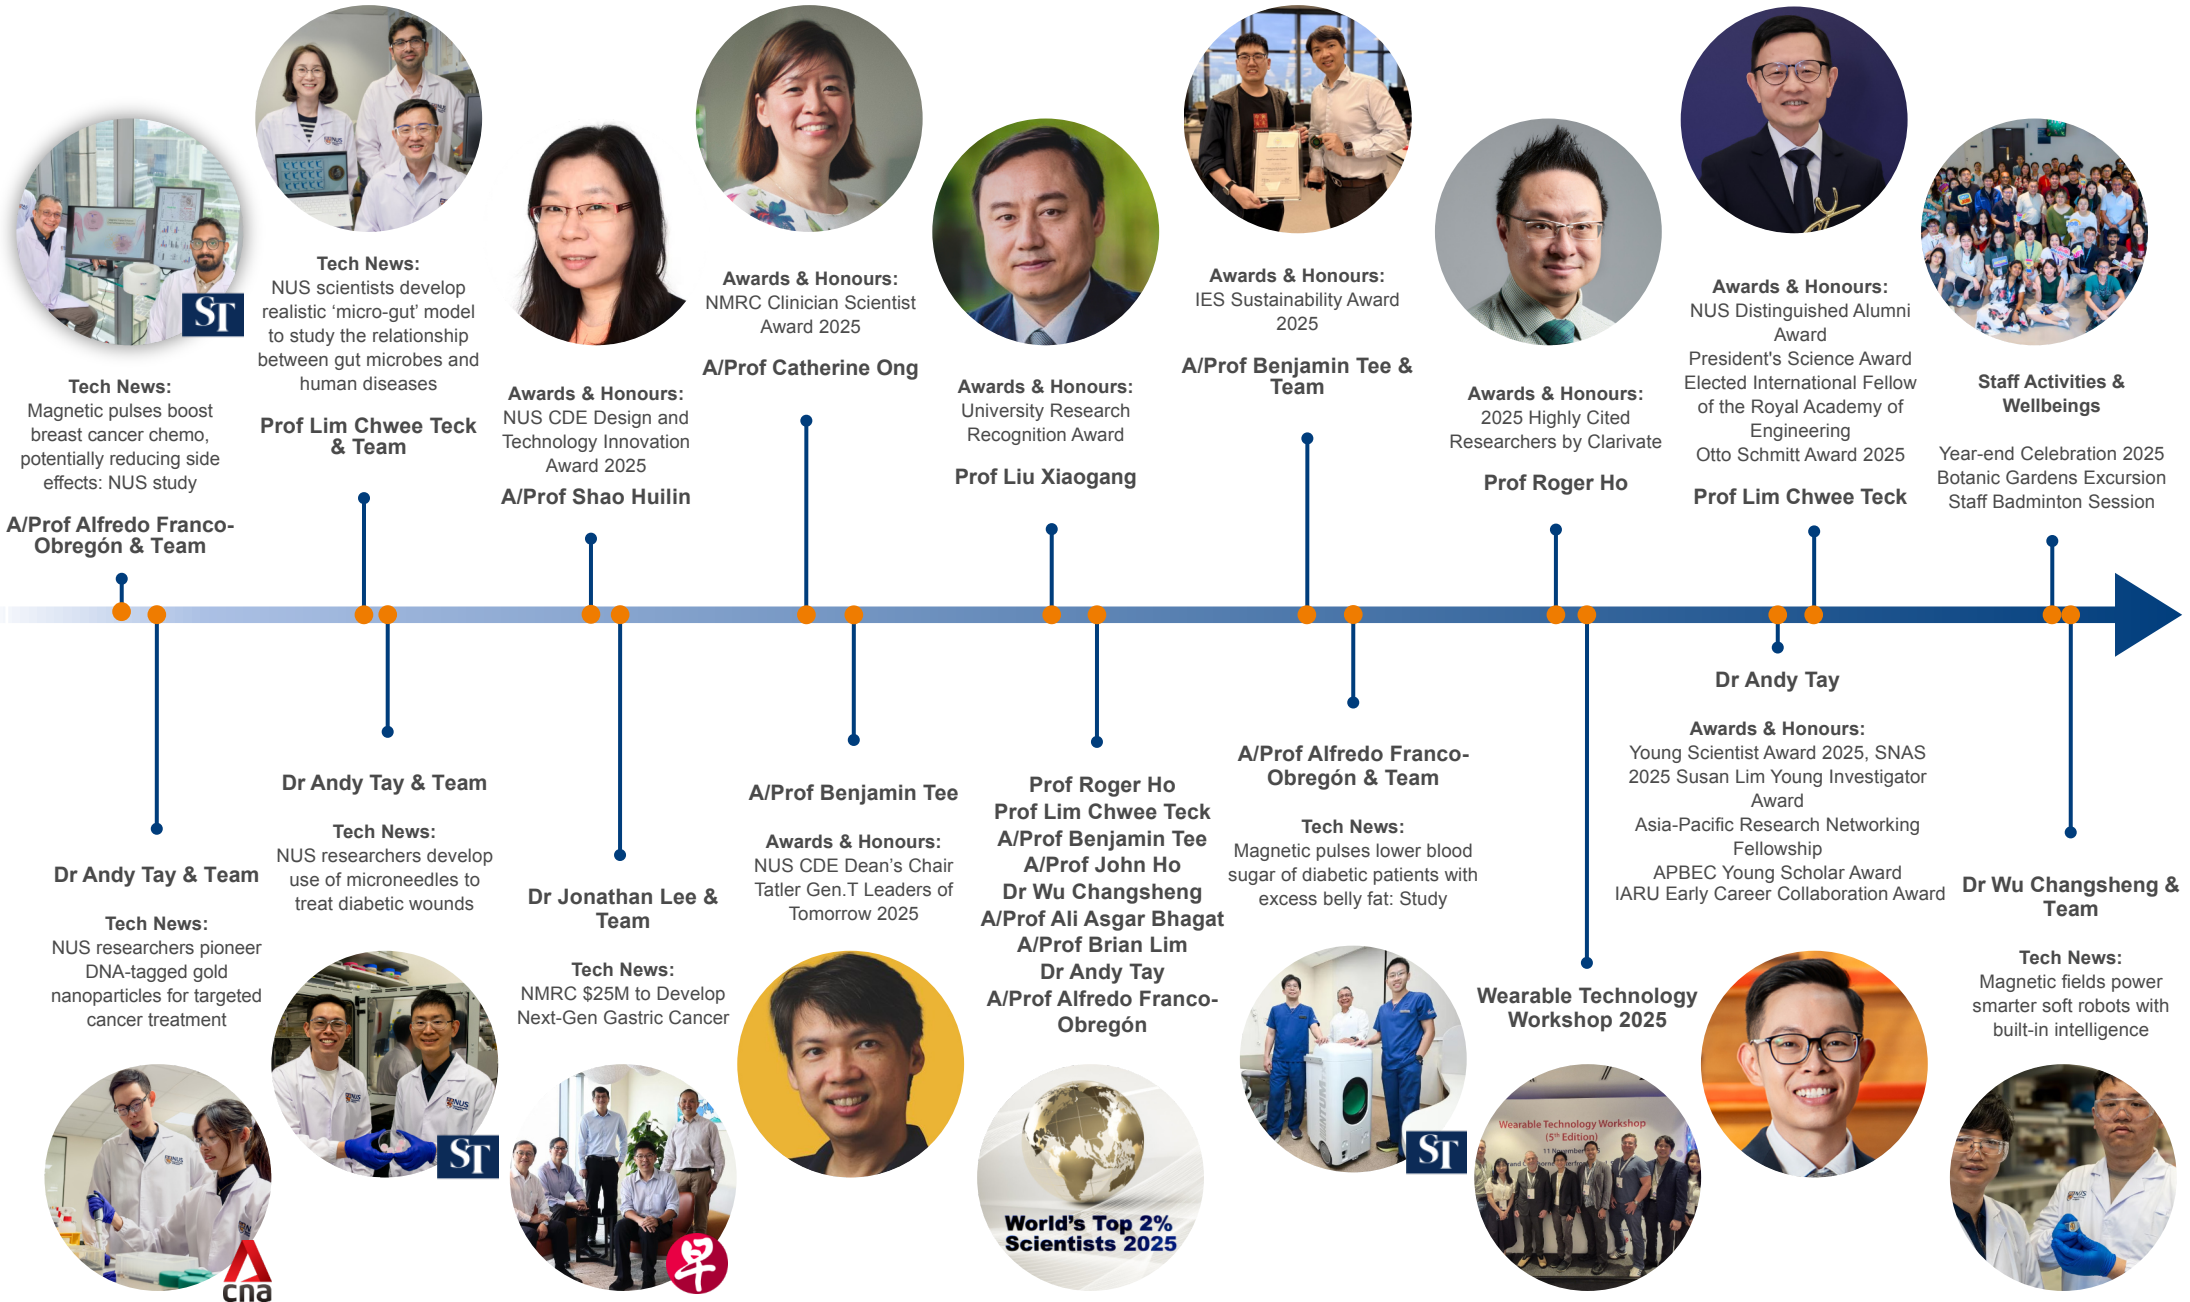 Tech News:
Magnetic pulses boost
breast cancer chemo,
potentially reducing side
effects: NUS study
A/Prof Alfredo Franco-
Obregón & Team
ST
Tech News:
NUS scientists develop
realistic ‘micro-gut’ model
to study the relationship
between gut microbes and
human diseases
Prof Lim Chwee Teck
& Team
Awards & Honours:
NUS CDE Design and
Technology Innovation
Award 2025
A/Prof Shao Huilin
Awards & Honours:
NMRC Clinician Scientist
Award 2025
A/Prof Catherine Ong
Awards & Honours:
University Research
Recognition Award
Prof Liu Xiaogang
Awards & Honours:
IES Sustainability Award
2025
A/Prof Benjamin Tee &
Team
Awards & Honours:
2025 Highly Cited
Researchers by Clarivate
Prof Roger Ho
Awards & Honours:
NUS Distinguished Alumni
Award
President's Science Award
Elected International Fellow
of the Royal Academy of
Engineering
Otto Schmitt Award 2025
Prof Lim Chwee Teck
Staff Activities &
Wellbeings
Year-end Celebration 2025
Botanic Gardens Excursion
Staff Badminton Session
Dr Andy Tay & Team
Tech News:
NUS researchers pioneer
DNA-tagged gold
nanoparticles for targeted
cancer treatment
NUS
cna
Dr Andy Tay & Team
Tech News:
NUS researchers develop
use of microneedles to
treat diabetic wounds
NUS
ST
Dr Jonathan Lee &
Team
Tech News:
NMRC $25M to Develop
Next-Gen Gastric Cancer
早
A/Prof Benjamin Tee
Awards & Honours:
NUS CDE Dean’s Chair
Tatler Gen.T Leaders of
Tomorrow 2025
Prof Roger Ho
Prof Lim Chwee Teck
A/Prof Benjamin Tee
A/Prof John Ho
Dr Wu Changsheng
A/Prof Ali Asgar Bhagat
A/Prof Brian Lim
Dr Andy Tay
A/Prof Alfredo Franco-
Obregón
World’s Top 2%
Scientists 2025
A/Prof Alfredo Franco-
Obregón & Team
Tech News:
Magnetic pulses lower blood
sugar of diabetic patients with
excess belly fat: Study
ST
Wearable Technology
Workshop 2025
Wearable Technology Workshop
(5th Edition)
Dr Andy Tay
Awards & Honours:
Young Scientist Award 2025, SNAS
2025 Susan Lim Young Investigator
Award
Asia-Pacific Research Networking
Fellowship
APBEC Young Scholar Award
IARU Early Career Collaboration Award
Dr Wu Changsheng &
Team
Tech News:
Magnetic fields power
smarter soft robots with
built-in intelligence
NUS